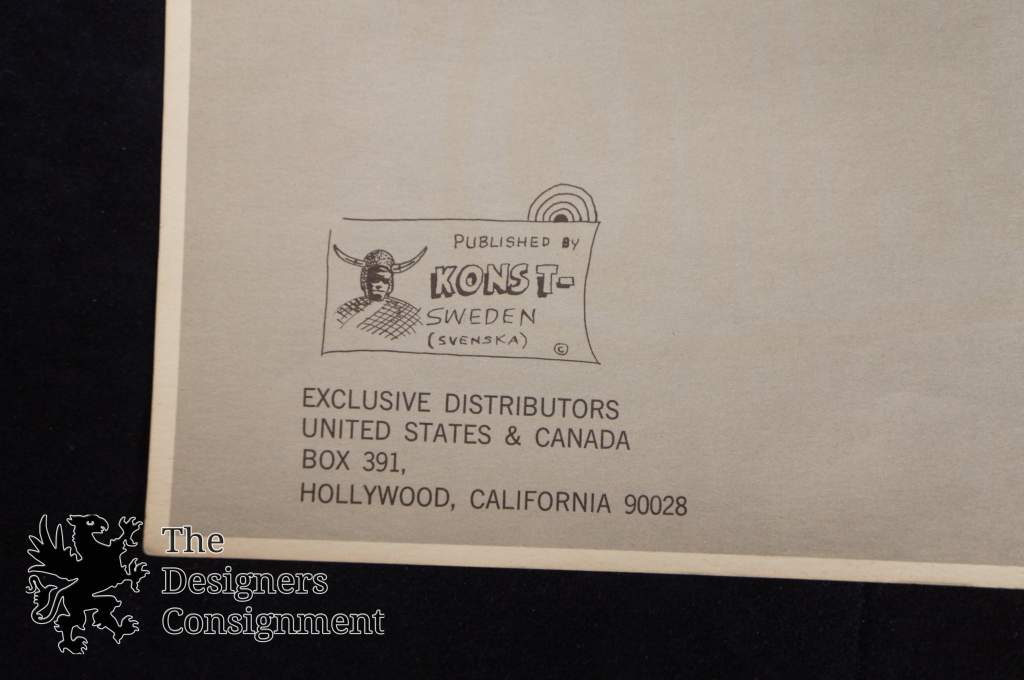 PUBLISHED BY
KONST-
SWEDEN
(SVENSKA) ©
EXCLUSIVE DISTRIBUTORS
UNITED STATES & CANADA
BOX 391,
HOLLYWOOD, CALIFORNIA 90028
The
Designers
Consignment